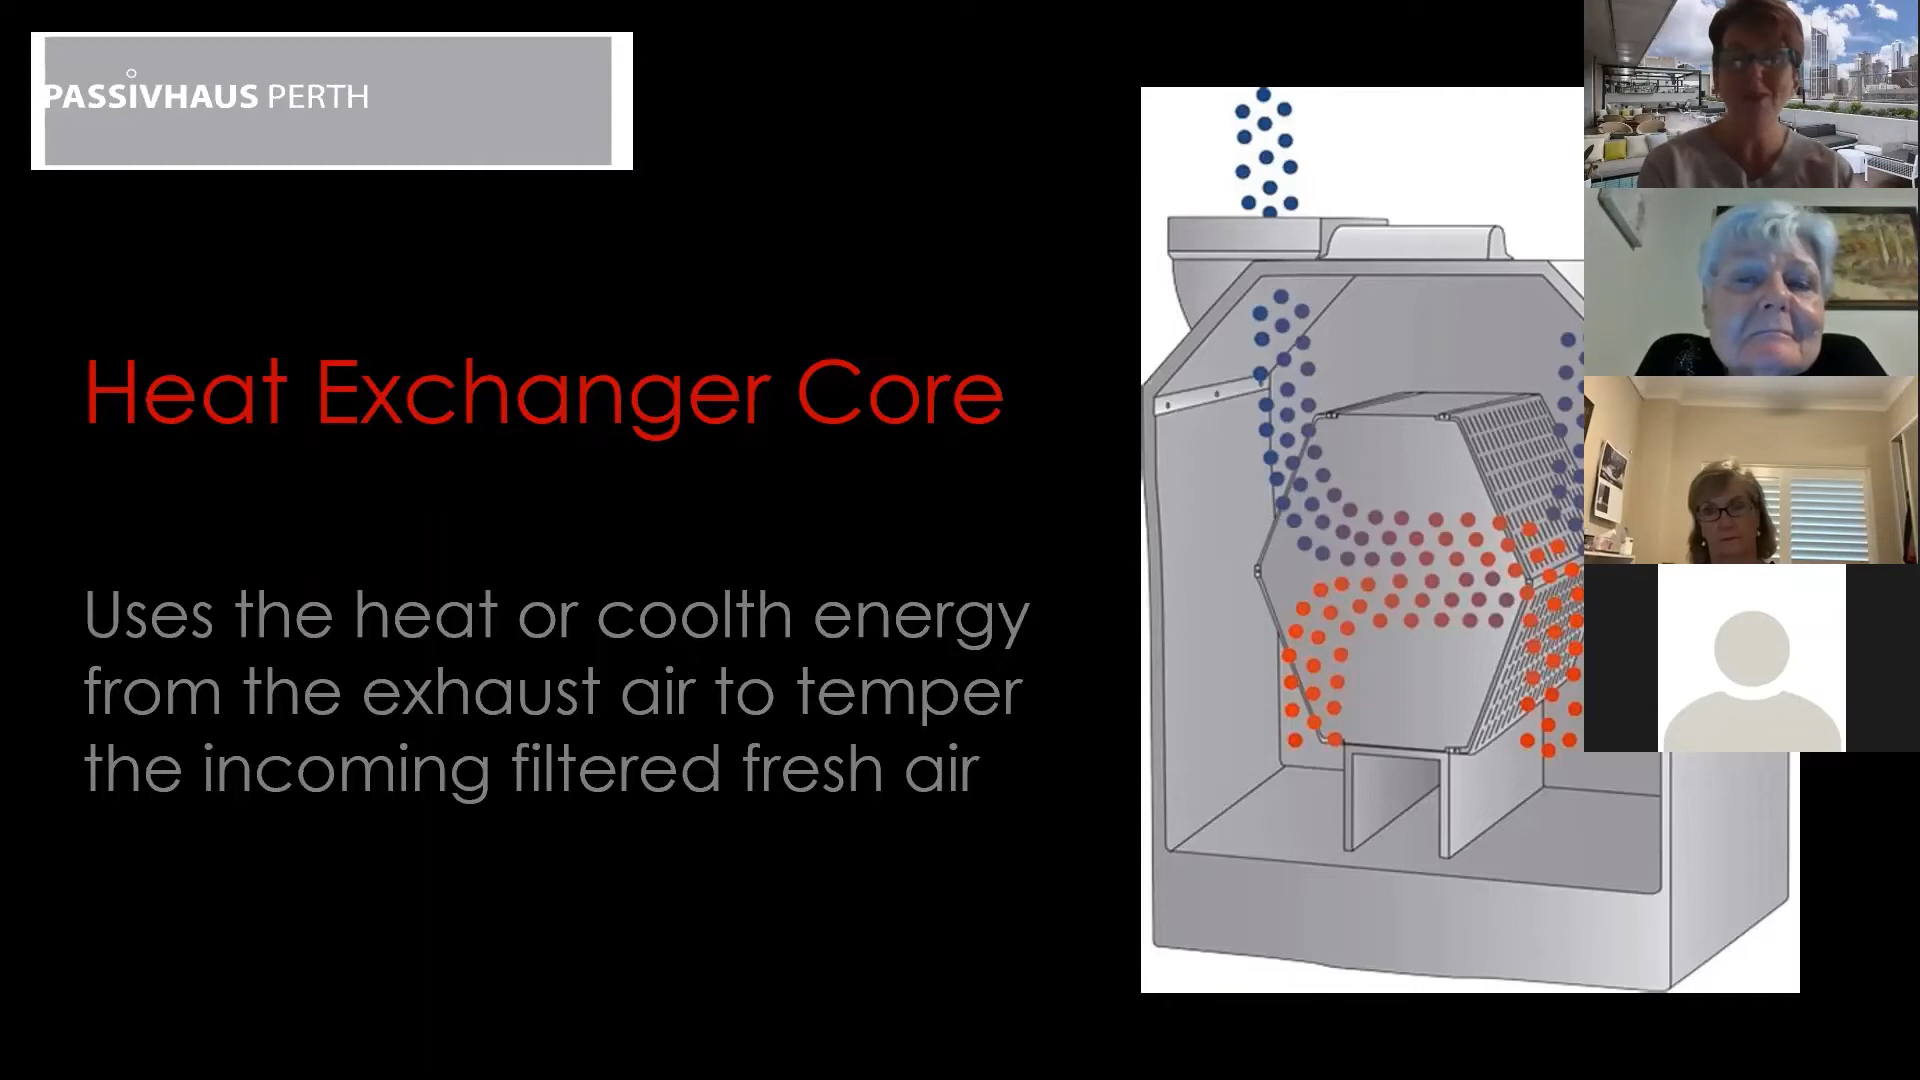 PASSIVHAUS PERTH
Heat Exchanger Core
Uses the heat or coolth energy
from the exhaust air to temper
the incoming filtered fresh air